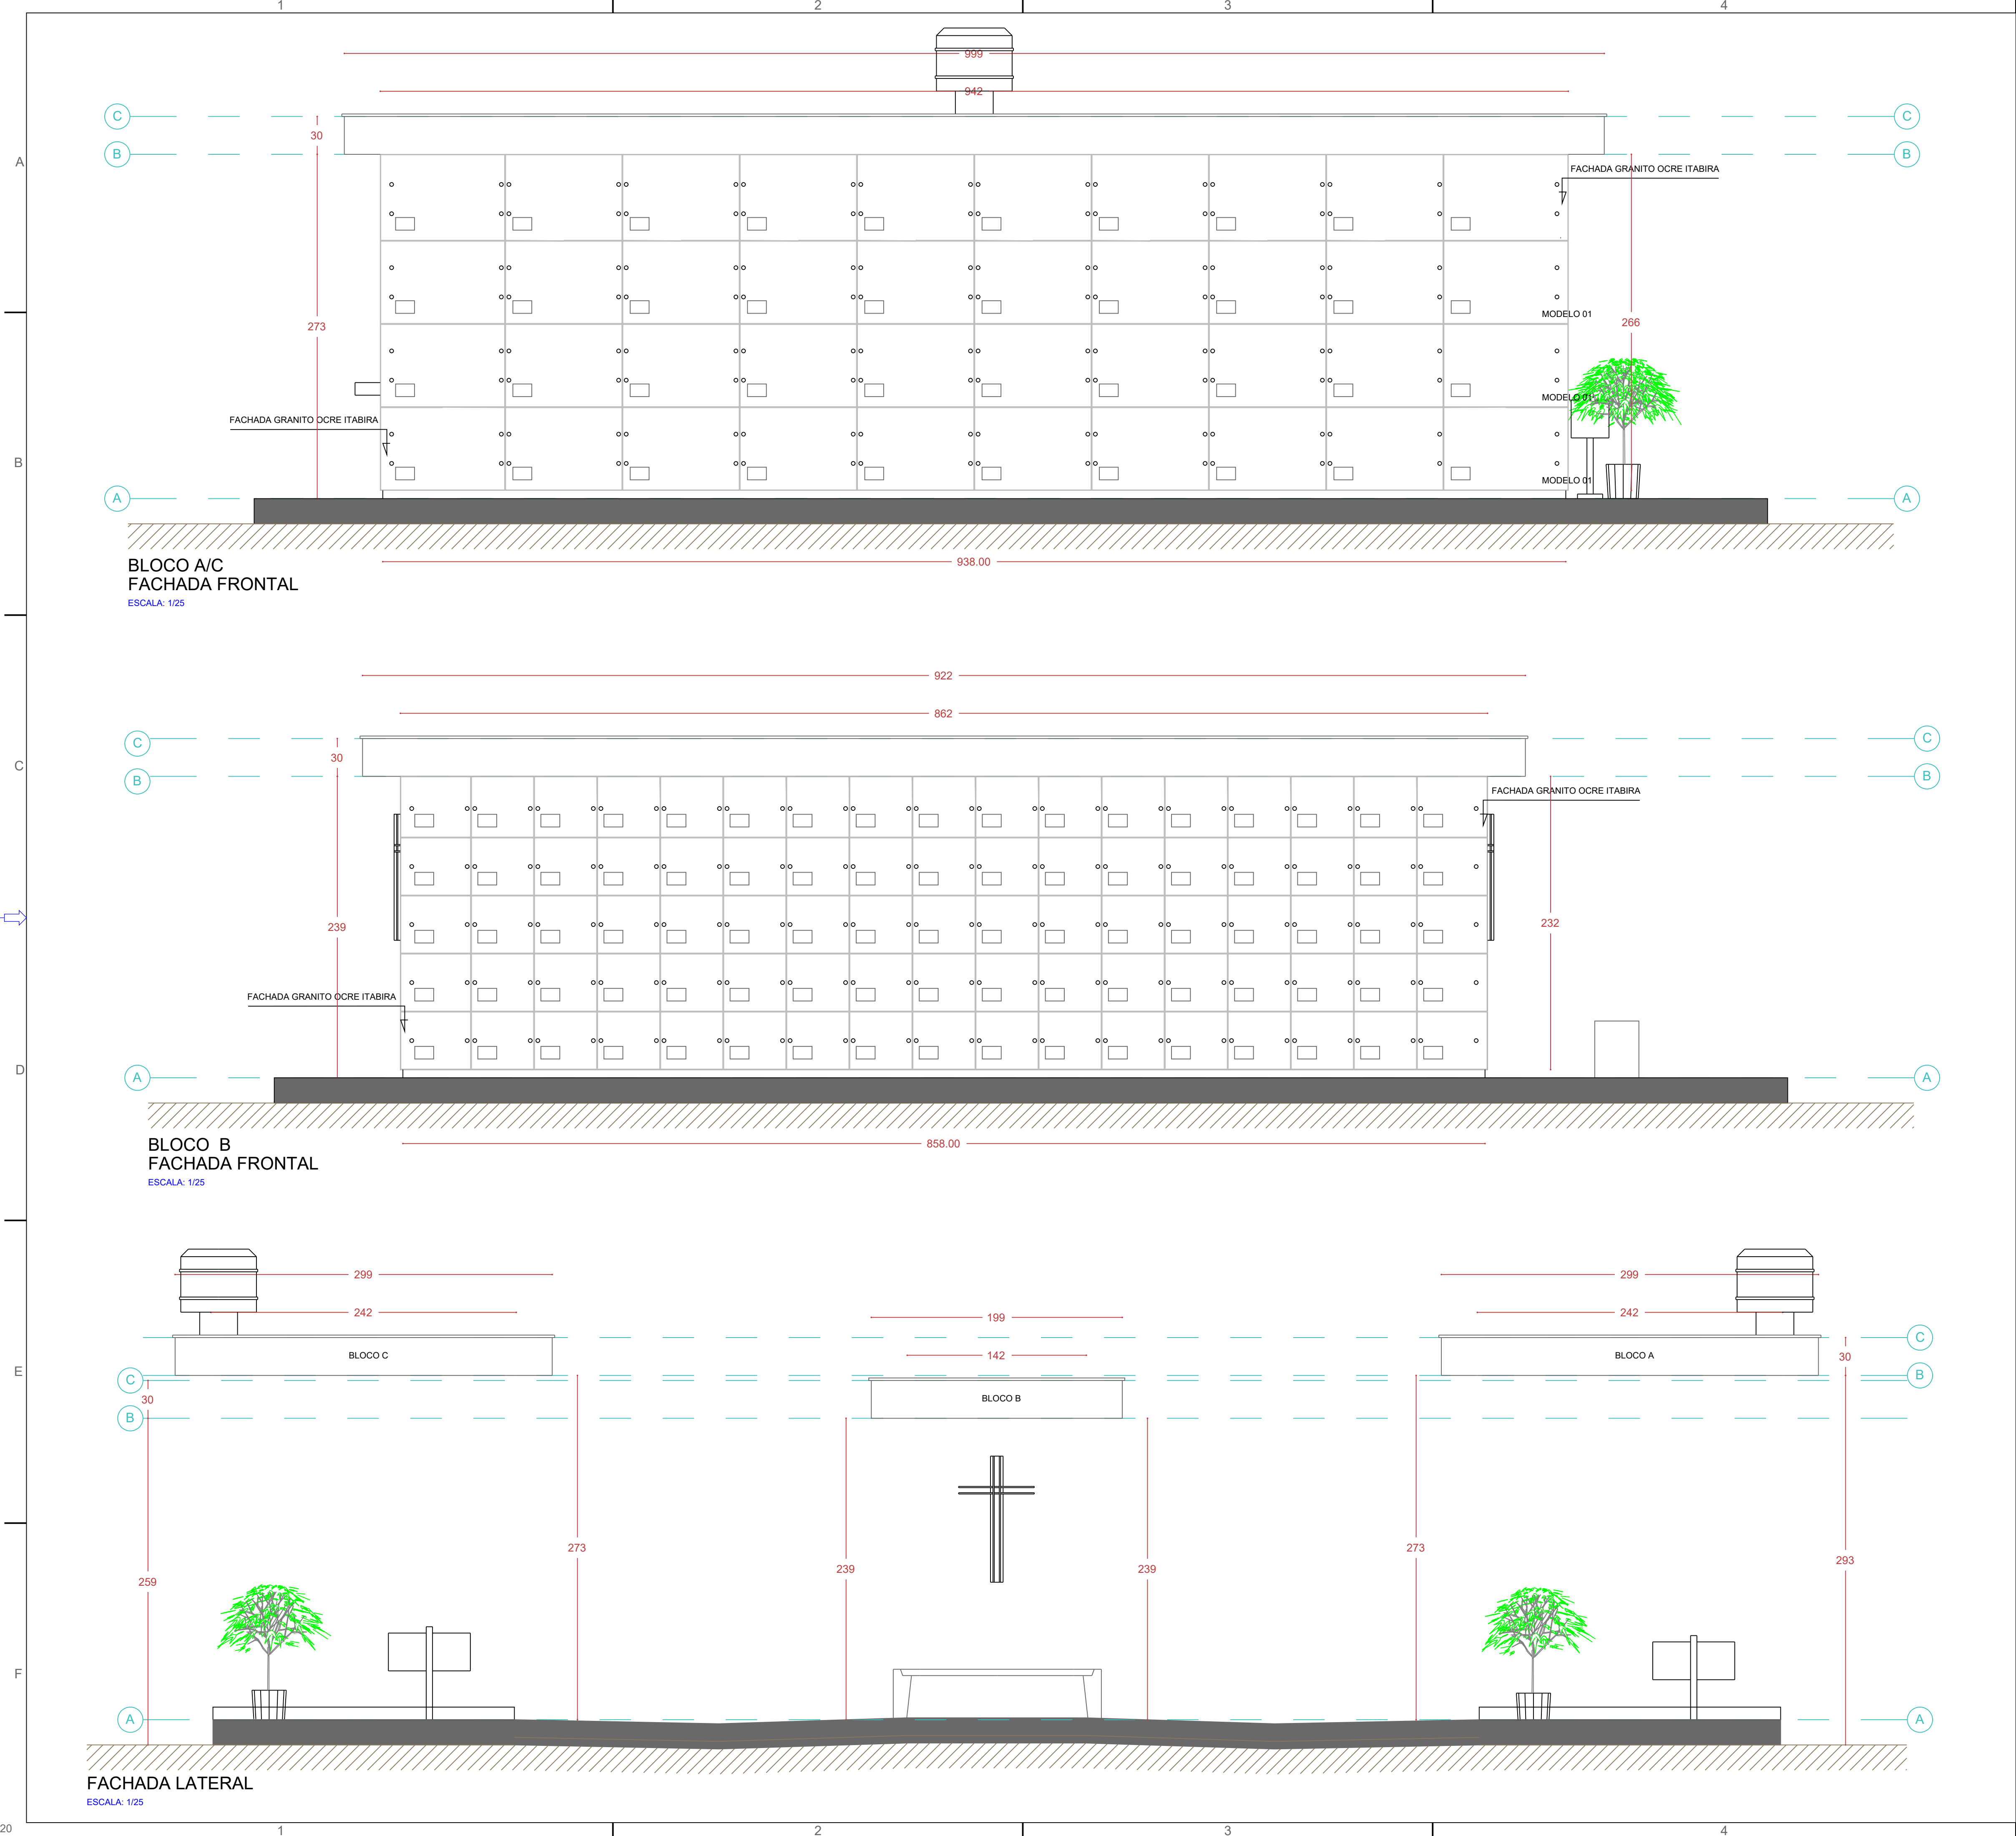 1 2 3 4
999
942
C C
30
B B
A
FACHADA GRANITO OCRE ITABIRA
MODELO 01
273 266
MODELO 01
FACHADA GRANITO OCRE ITABIRA
B
MODELO 01
A A
938.00
BLOCO A/C
FACHADA FRONTAL
ESCALA: 1/25
922
862
C C
30
C
B B
FACHADA GRANITO OCRE ITABIRA
239 232
FACHADA GRANITO OCRE ITABIRA
D
A A
858.00
BLOCO B
FACHADA FRONTAL
ESCALA: 1/25
299 299
242 242
199
C
BLOCO C 142 BLOCO A 30
E
C B
30 BLOCO B
B
273 273
293
239 239
259
F
A A
FACHADA LATERAL
ESCALA: 1/25
20
1 2 3 4